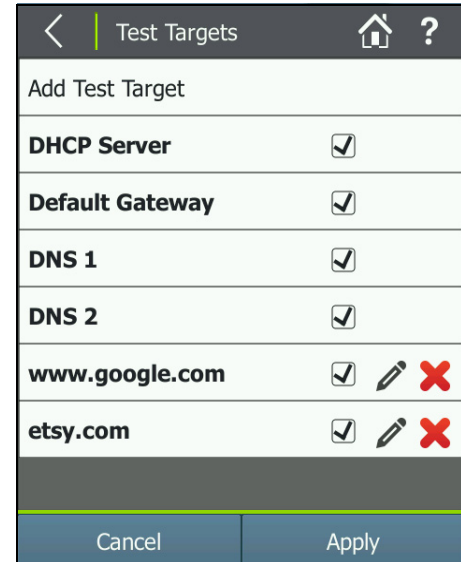 Test Targets ?
Add Test Target
DHCP Server
Default Gateway
DNS 1
DNS 2
www.google.com
etsy.com
Cancel Apply